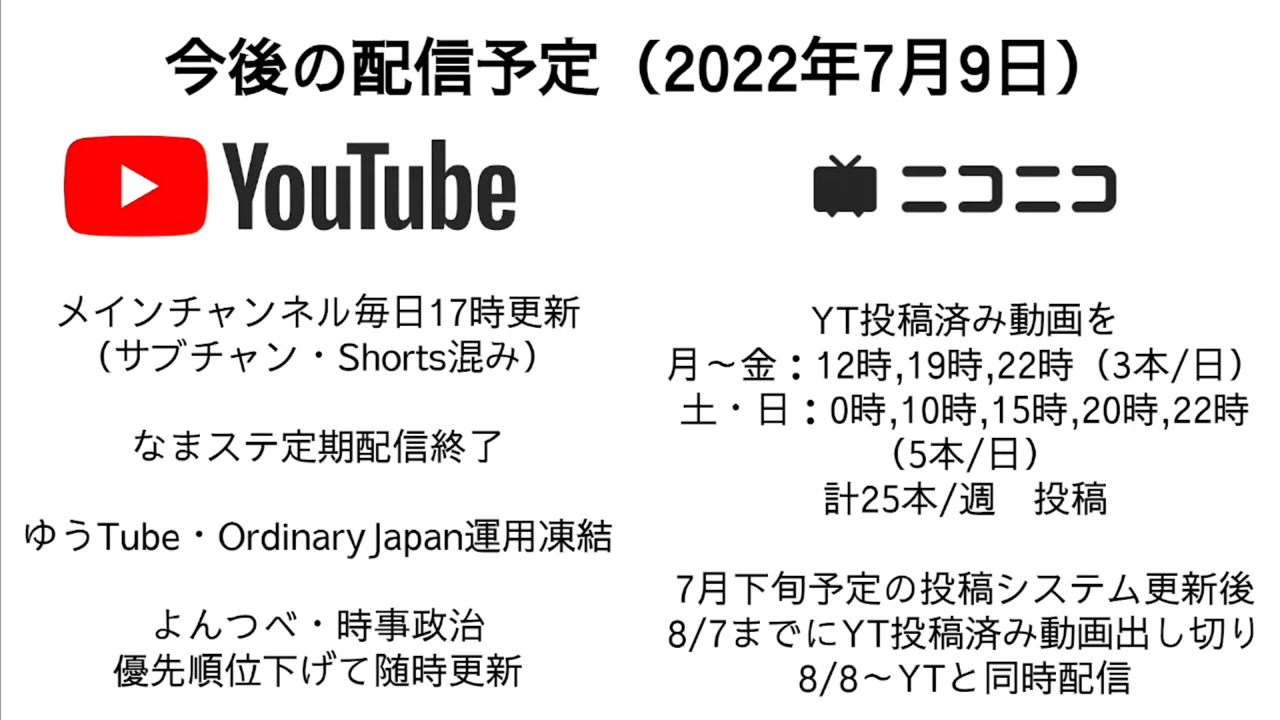 今後の配信予定（2022年7月9日）
YouTube
メインチャンネル毎日17時更新
（サブチャン・Shorts混み）
なまステ定期配信終了
ゆうTube・Ordinary Japan運用凍結
よんつべ・時事政治
優先順位下げて随時更新
ニコニコ
YT投稿済み動画を
月～金：12時,19時,22時（3本/日）
土・日：0時,10時,15時,20時,22時
（5本/日）
計25本/週　投稿
7月下旬予定の投稿システム更新後
8/7までにYT投稿済み動画出し切り
8/8～YTと同時配信